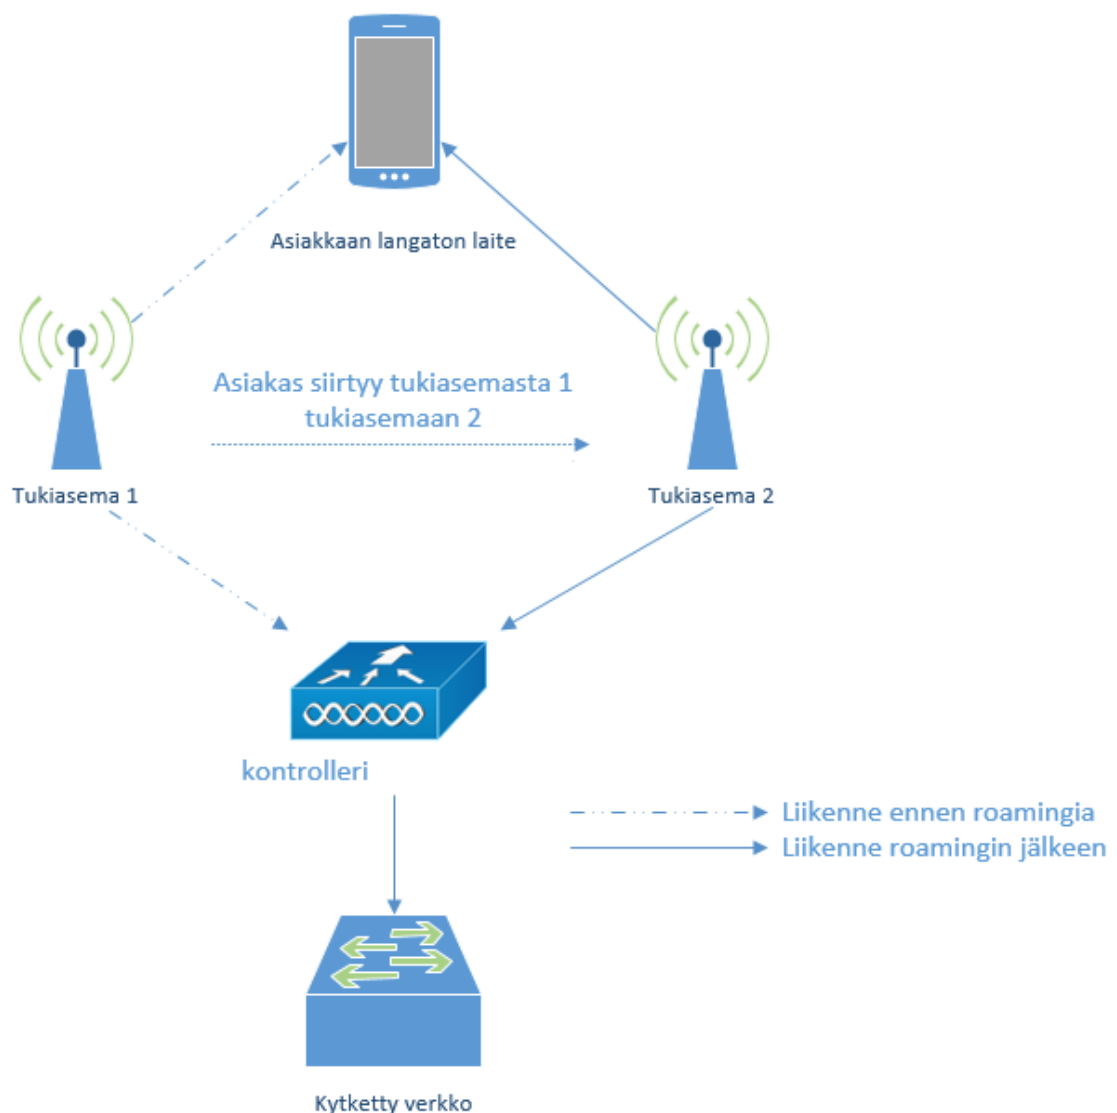 Asiakkaan langaton laite
Asiakas siirtyy tukiasemasta 1
tukiasemaan 2
Tukiasema 1
Tukiasema 2
kontrolleri
Liikenne ennen roamingia
Liikenne roamingin jälkeen
Kytketty verkko